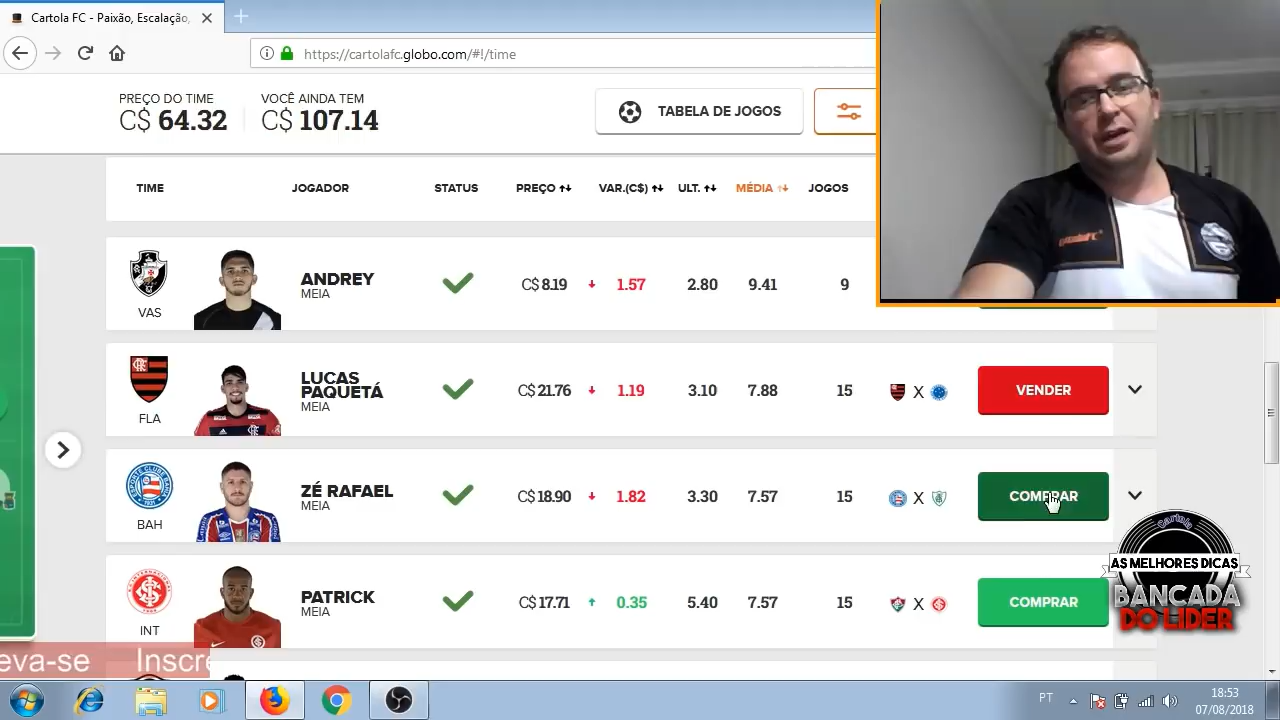 Cartola FC - Paixão, Escalação,
https://cartolafc.globo.com/#!/time
PREÇO DO TIME
C$ 64.32
VOCÊ AINDA TEM
C$ 107.14
TABELA DE JOGOS
TIME JOGADOR STATUS PREÇO VAR.(C$) ULT. MÉDIA JOGOS
VAS
ANDREY
MEIA
C$ 8.19 1.57 2.80 9.41 9
FLA
LUCAS
PAQUETÁ
MEIA
C$ 21.76 1.19 3.10 7.88 15 X VENDER
BAH
ZÉ RAFAEL
MEIA
C$ 18.90 1.82 3.30 7.57 15 X COMPRAR
INT
PATRICK
MEIA
C$ 17.71 0.35 5.40 7.57 15 X COMPRAR
Cartola
AS MELHORES DICAS
BANCADA
DO LIDER
eva-se Inscre
PT
18:53
07/08/2018